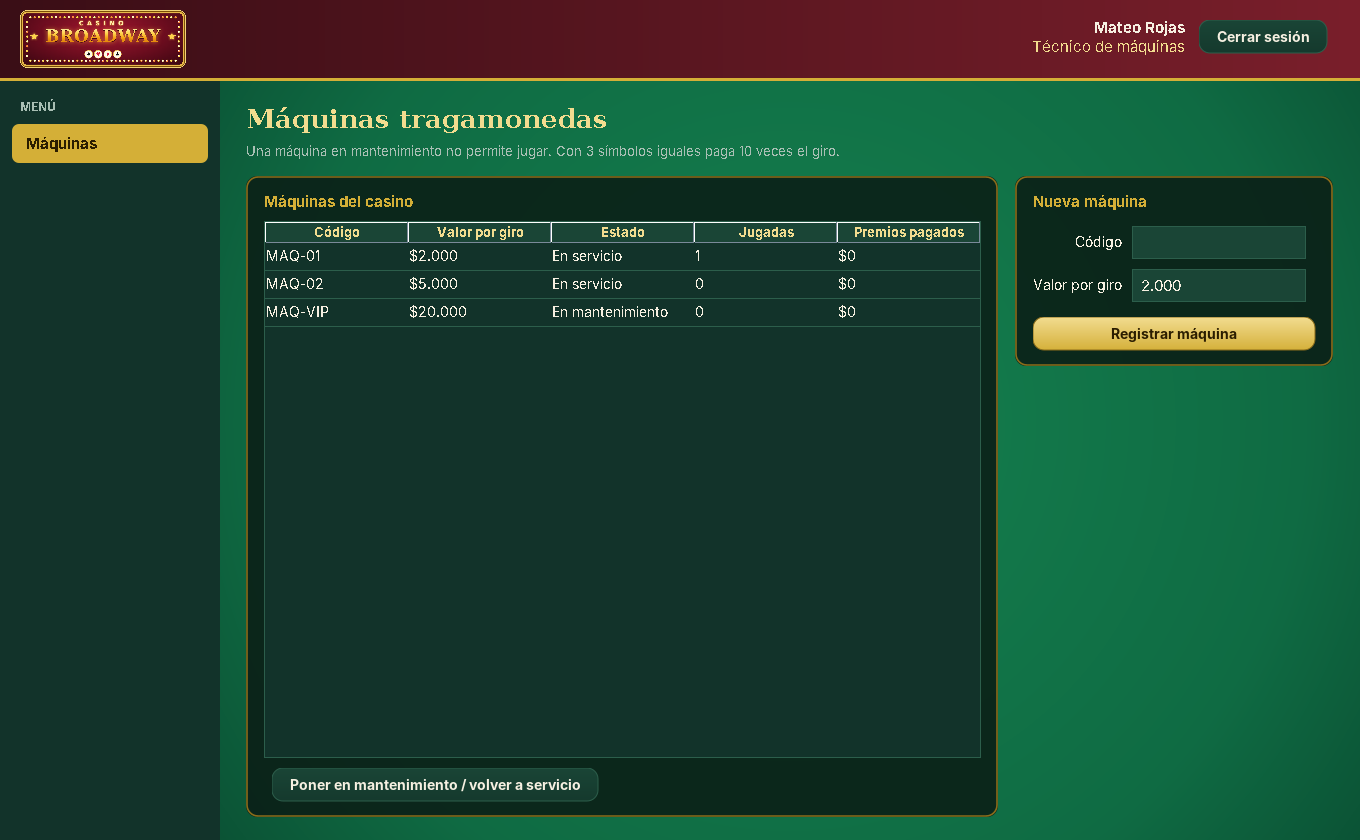 CASINO
BROADWAY
Mateo Rojas
Técnico de máquinas
Cerrar sesión
MENÚ
Máquinas
Máquinas tragamonedas
Una máquina en mantenimiento no permite jugar. Con 3 símbolos iguales paga 10 veces el giro.
Máquinas del casino
Código Valor por giro Estado Jugadas Premios pagados
MAQ-01 $2.000 En servicio 1 $0
MAQ-02 $5.000 En servicio 0 $0
MAQ-VIP $20.000 En mantenimiento 0 $0
Poner en mantenimiento / volver a servicio
Nueva máquina
Código
Valor por giro 2.000
Registrar máquina